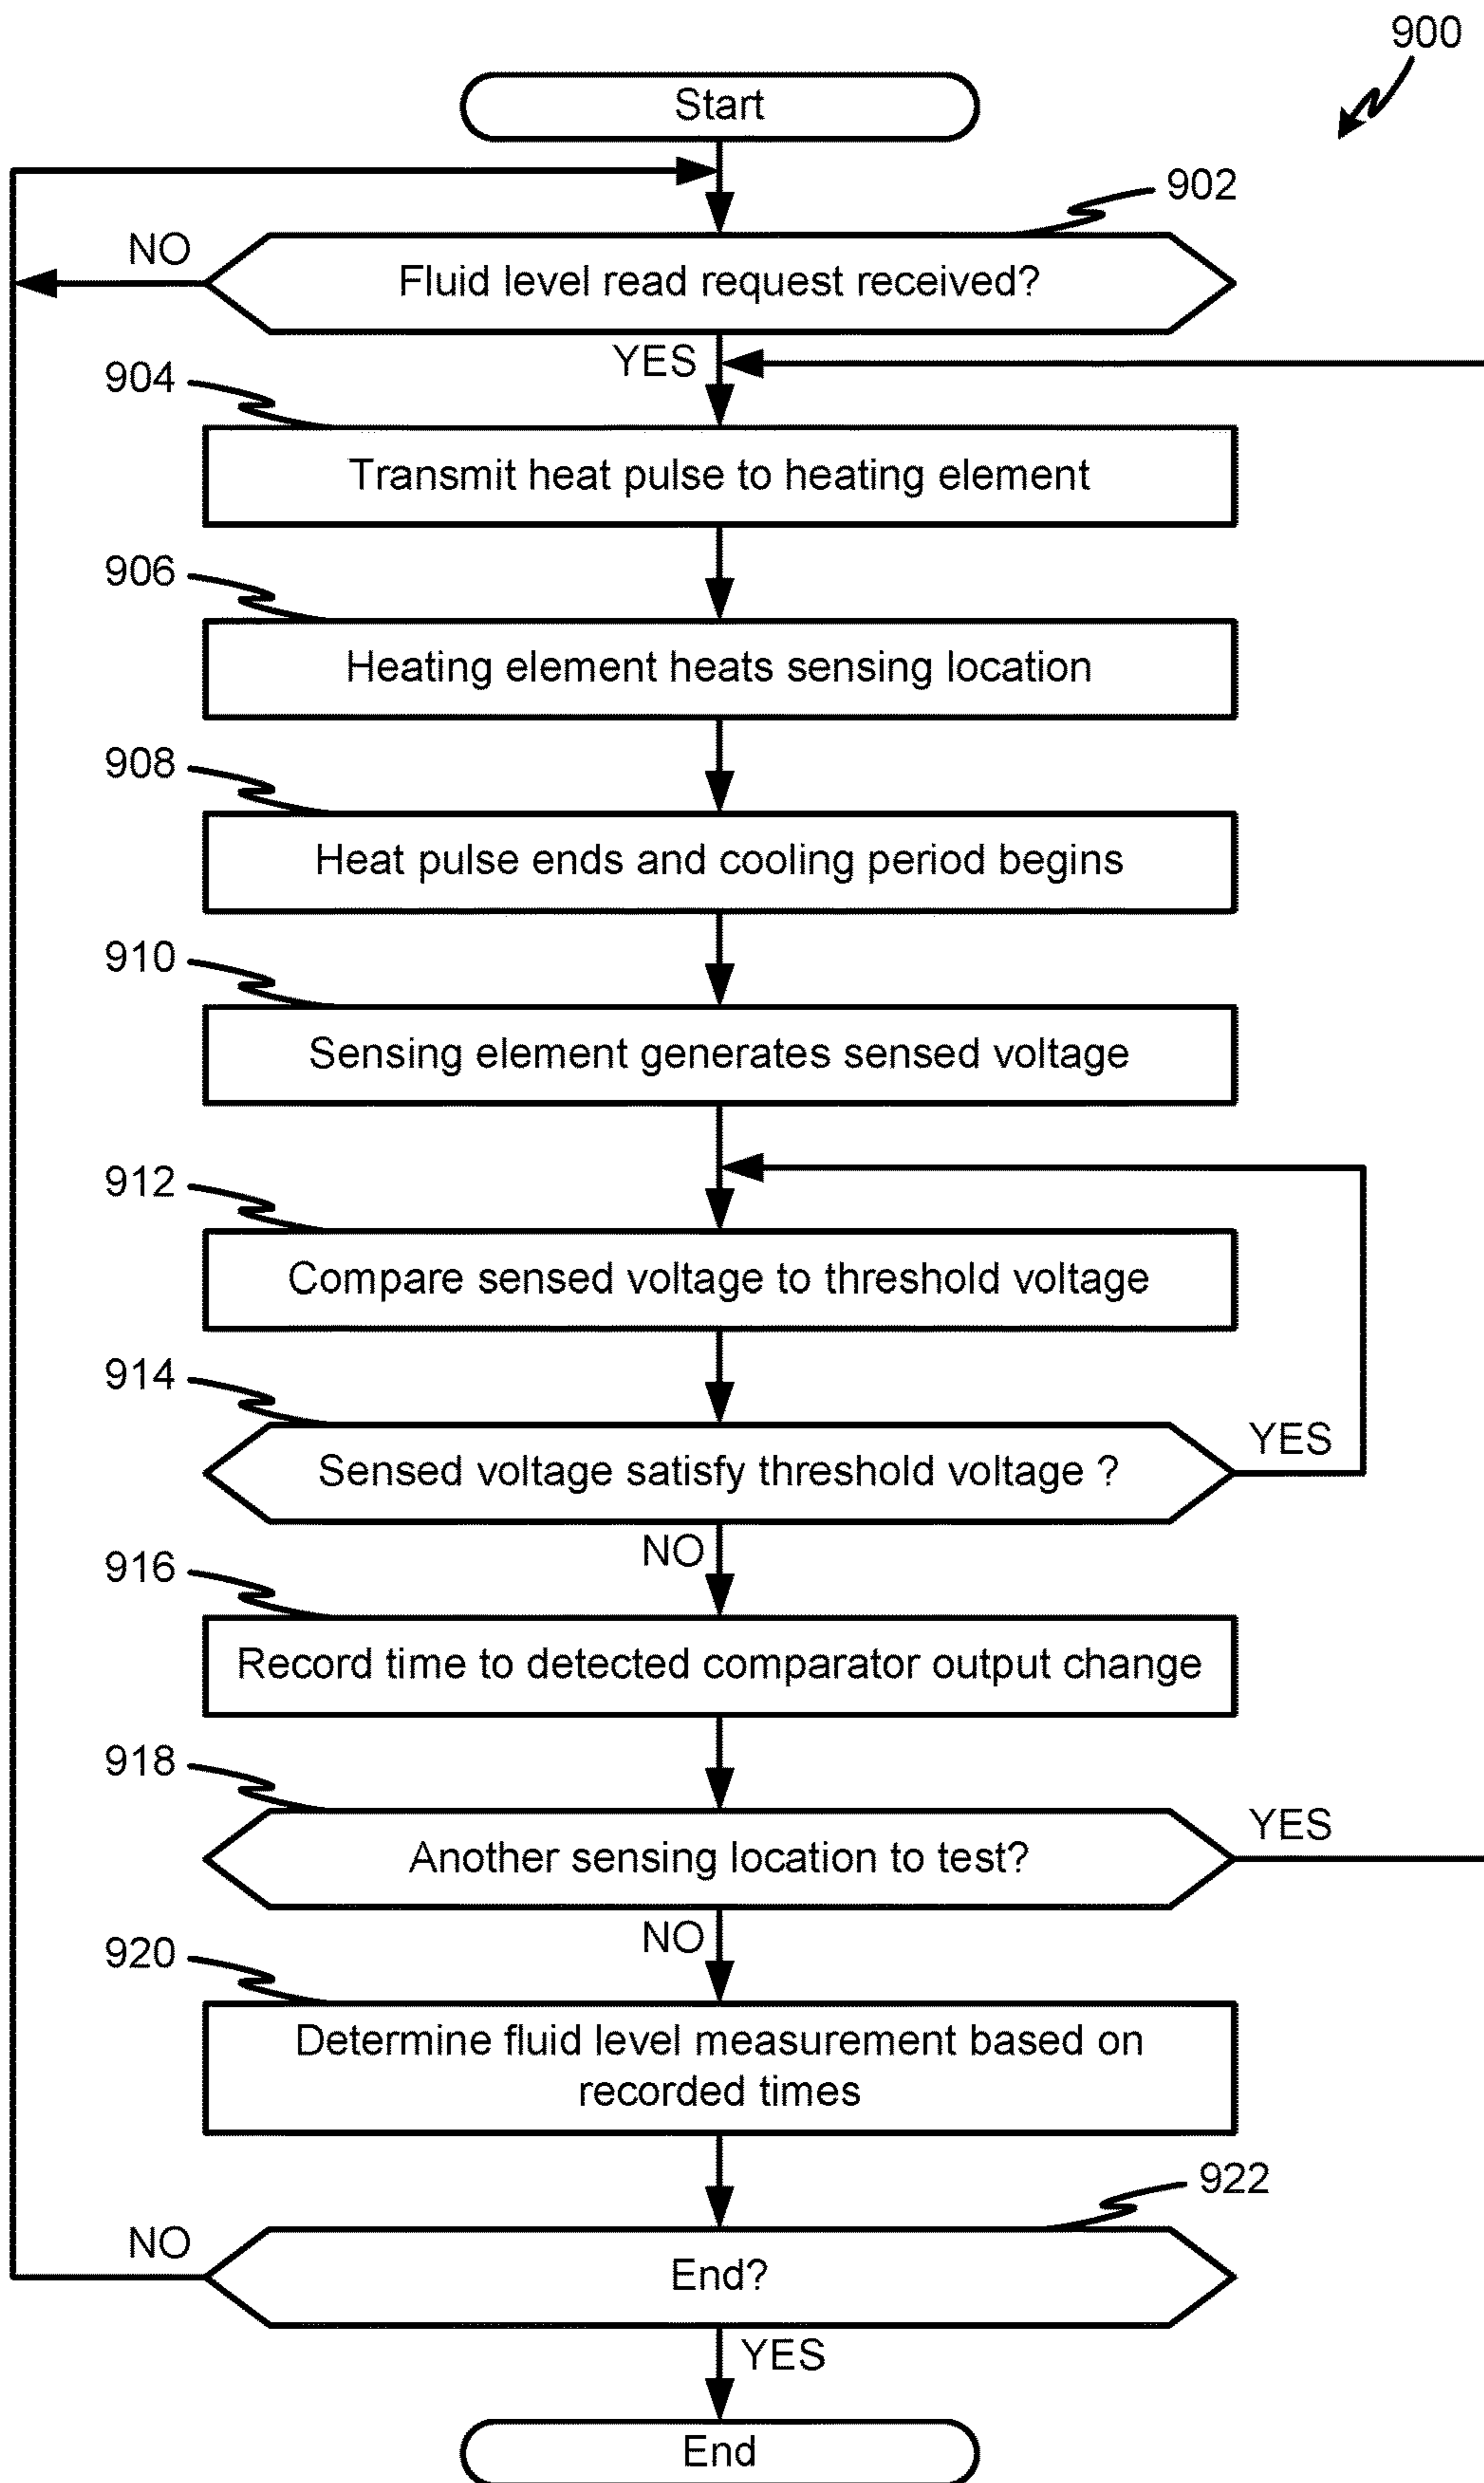 900
Start
902
NO
Fluid level read request received?
YES
904
Transmit heat pulse to heating element
906
Heating element heats sensing location
908
Heat pulse ends and cooling period begins
910
Sensing element generates sensed voltage
912
Compare sensed voltage to threshold voltage
914
YES
Sensed voltage satisfy threshold voltage ?
NO
916
Record time to detected comparator output change
918
YES
Another sensing location to test?
NO
920
Determine fluid level measurement based on
recorded times
922
NO
End?
YES
End